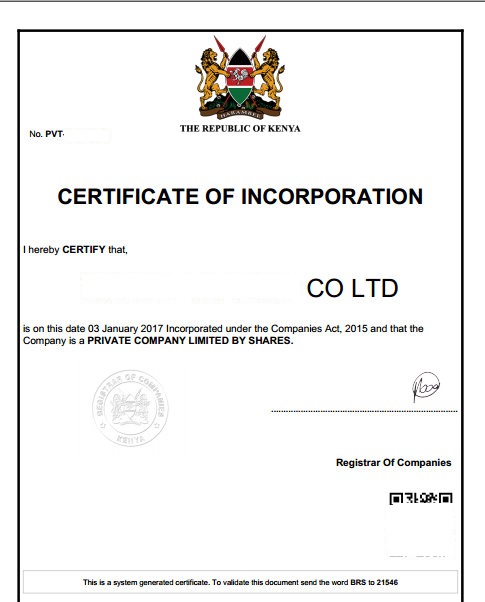 HARAMBEE
THE REPUBLIC OF KENYA
No. PVT-
CERTIFICATE OF INCORPORATION
I hereby CERTIFY that,
CO LTD
is on this date 03 January 2017 Incorporated under the Companies Act, 2015 and that the
Company is a PRIVATE COMPANY LIMITED BY SHARES.
REGISTRAR OF COMPANIES
KENYA
Registrar Of Companies
This is a system generated certificate. To validate this document send the word BRS to 21546